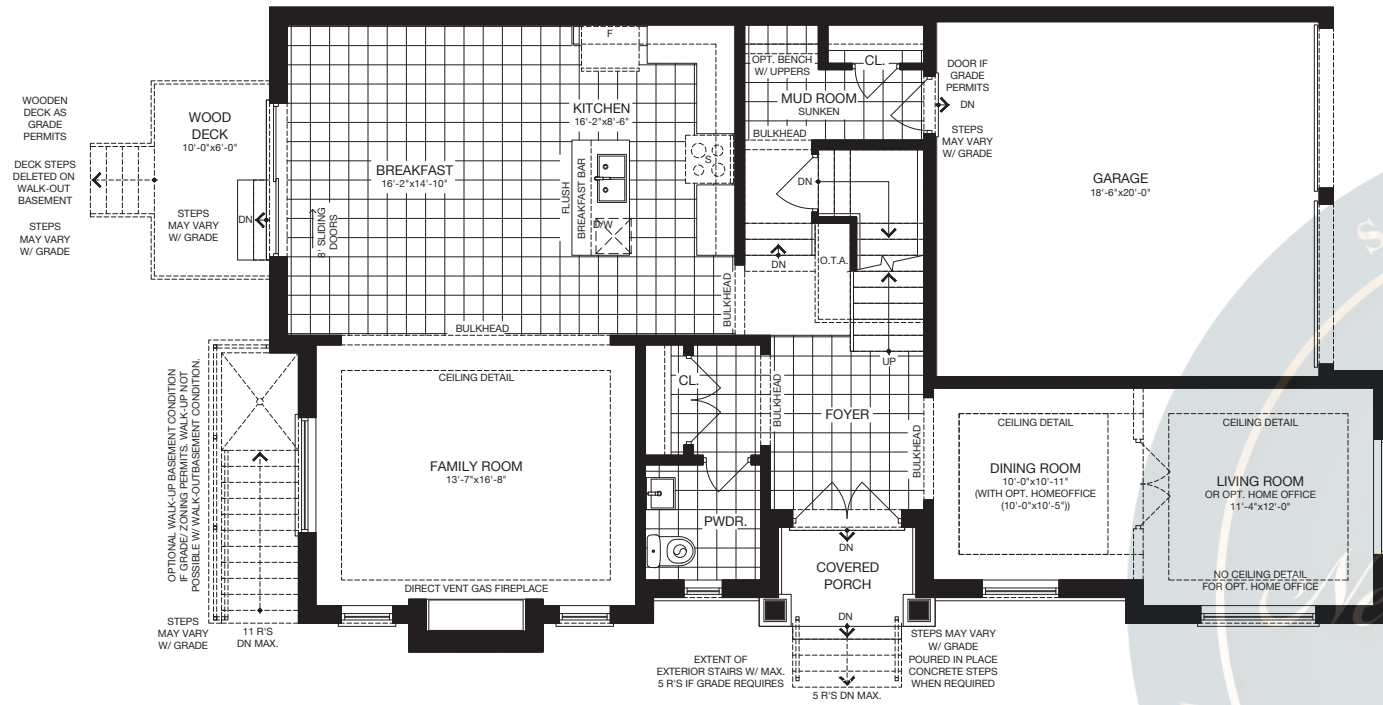 WOODEN
DECK AS
GRADE
PERMITS
DECK STEPS
DELETED ON
WALK-OUT
BASEMENT
STEPS
MAY VARY
W/ GRADE
WOOD
DECK
10'-0"x6'-0"
STEPS
MAY VARY
W/ GRADE
DN
8' SLIDING
DOORS
BREAKFAST
16'-2"x14'-10"
F
KITCHEN
16'-2"x8'-6"
S
FLUSH
BREAKFAST BAR
D/W
BULKHEAD
BULKHEAD
OPT. BENCH
W/ UPPERS
CL.
MUD ROOM
SUNKEN
BULKHEAD
DOOR IF
GRADE
PERMITS
DN
STEPS
MAY VARY
W/ GRADE
DN
DN
O.T.A.
UP
GARAGE
18'-6"x20'-0"
OPTIONAL WALK-UP BASEMENT CONDITION
IF GRADE/ ZONING PERMITS. WALK-UP NOT
POSSIBLE W/ WALK-OUTBASEMENT CONDITION.
STEPS
MAY VARY
W/ GRADE
11 R'S
DN MAX.
CEILING DETAIL
FAMILY ROOM
13'-7"x16'-8"
DIRECT VENT GAS FIREPLACE
CL.
BULKHEAD
FOYER
BULKHEAD
PWDR.
DN
COVERED
PORCH
DN
EXTENT OF
EXTERIOR STAIRS W/ MAX.
5 R'S IF GRADE REQUIRES
5 R'S DN MAX.
STEPS MAY VARY
W/ GRADE
POURED IN PLACE
CONCRETE STEPS
WHEN REQUIRED
CEILING DETAIL
DINING ROOM
10'-0"x10'-11"
(WITH OPT. HOMEOFFICE
(10'-0"x10'-5"))
CEILING DETAIL
LIVING ROOM
OR OPT. HOME OFFICE
11'-4"x12'-0"
NO CEILING DETAIL
FOR OPT. HOME OFFICE